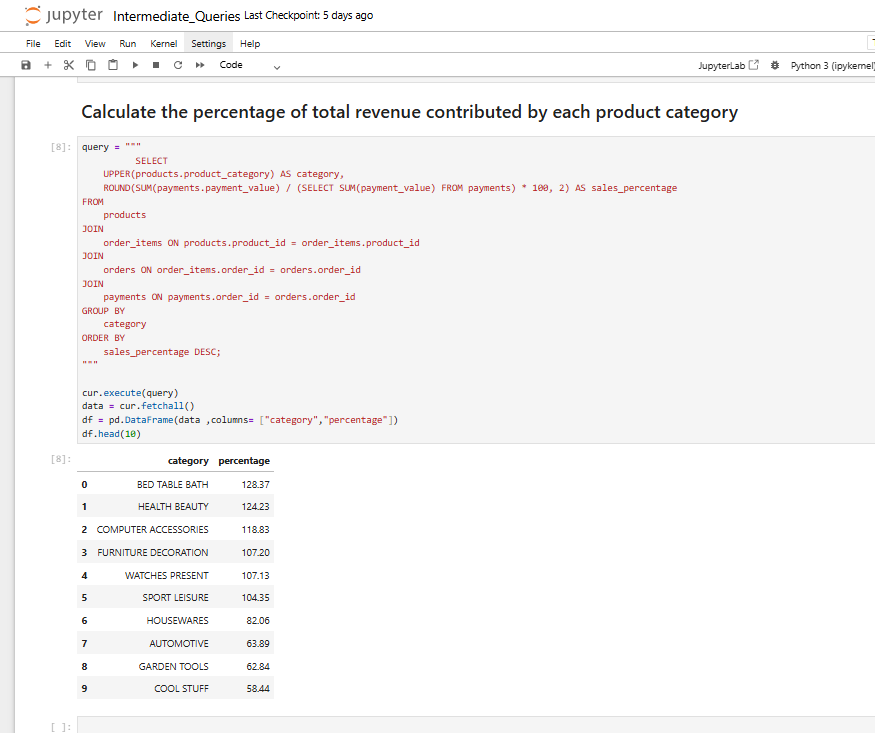 jupyter Intermediate_Queries Last Checkpoint: 5 days ago
File Edit View Run Kernel Settings Help
Code JupyterLab Python 3 (ipykernel)
Calculate the percentage of total revenue contributed by each product category
[8]: query = """
SELECT
UPPER(products.product_category) AS category,
ROUND(SUM(payments.payment_value) / (SELECT SUM(payment_value) FROM payments) * 100, 2) AS sales_percentage
FROM
products
JOIN
order_items ON products.product_id = order_items.product_id
JOIN
orders ON order_items.order_id = orders.order_id
JOIN
payments ON payments.order_id = orders.order_id
GROUP BY
category
ORDER BY
sales_percentage DESC;
"""
cur.execute(query)
data = cur.fetchall()
df = pd.DataFrame(data ,columns= ["category","percentage"])
df.head(10)
[8]: category percentage
0 BED TABLE BATH 128.37
1 HEALTH BEAUTY 124.23
2 COMPUTER ACCESSORIES 118.83
3 FURNITURE DECORATION 107.20
4 WATCHES PRESENT 107.13
5 SPORT LEISURE 104.35
6 HOUSEWARES 82.06
7 AUTOMOTIVE 63.89
8 GARDEN TOOLS 62.84
9 COOL STUFF 58.44
[ ]: